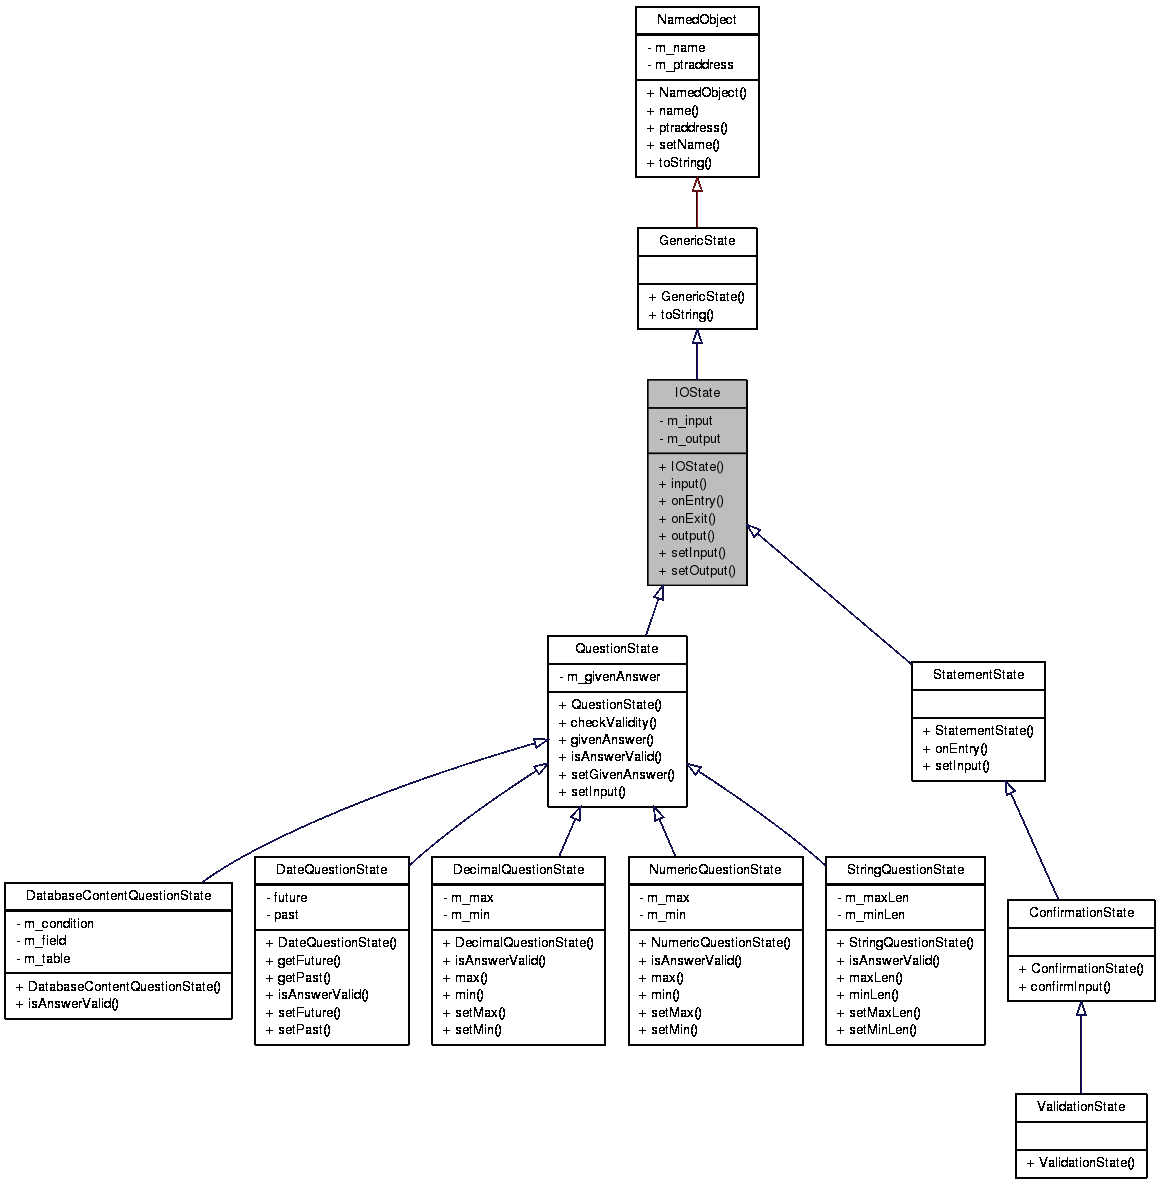 NamedObject
- m_name
- m_ptraddress
+ NamedObject()
+ name()
+ ptraddress()
+ setName()
+ toString()
GenericState
+ GenericState()
+ toString()
IOState
- m_input
- m_output
+ IOState()
+ input()
+ onEntry()
+ onExit()
+ output()
+ setInput()
+ setOutput()
QuestionState
- m_givenAnswer
+ QuestionState()
+ checkValidity()
+ givenAnswer()
+ isAnswerValid()
+ setGivenAnswer()
+ setInput()
StatementState
+ StatementState()
+ onEntry()
+ setInput()
DatabaseContentQuestionState
- m_condition
- m_field
- m_table
+ DatabaseContentQuestionState()
+ isAnswerValid()
DateQuestionState
- future
- past
+ DateQuestionState()
+ getFuture()
+ getPast()
+ isAnswerValid()
+ setFuture()
+ setPast()
DecimalQuestionState
- m_max
- m_min
+ DecimalQuestionState()
+ isAnswerValid()
+ max()
+ min()
+ setMax()
+ setMin()
NumericQuestionState
- m_max
- m_min
+ NumericQuestionState()
+ isAnswerValid()
+ max()
+ min()
+ setMax()
+ setMin()
StringQuestionState
- m_maxLen
- m_minLen
+ StringQuestionState()
+ isAnswerValid()
+ maxLen()
+ minLen()
+ setMaxLen()
+ setMinLen()
ConfirmationState
+ ConfirmationState()
+ confirmInput()
ValidationState
+ ValidationState()